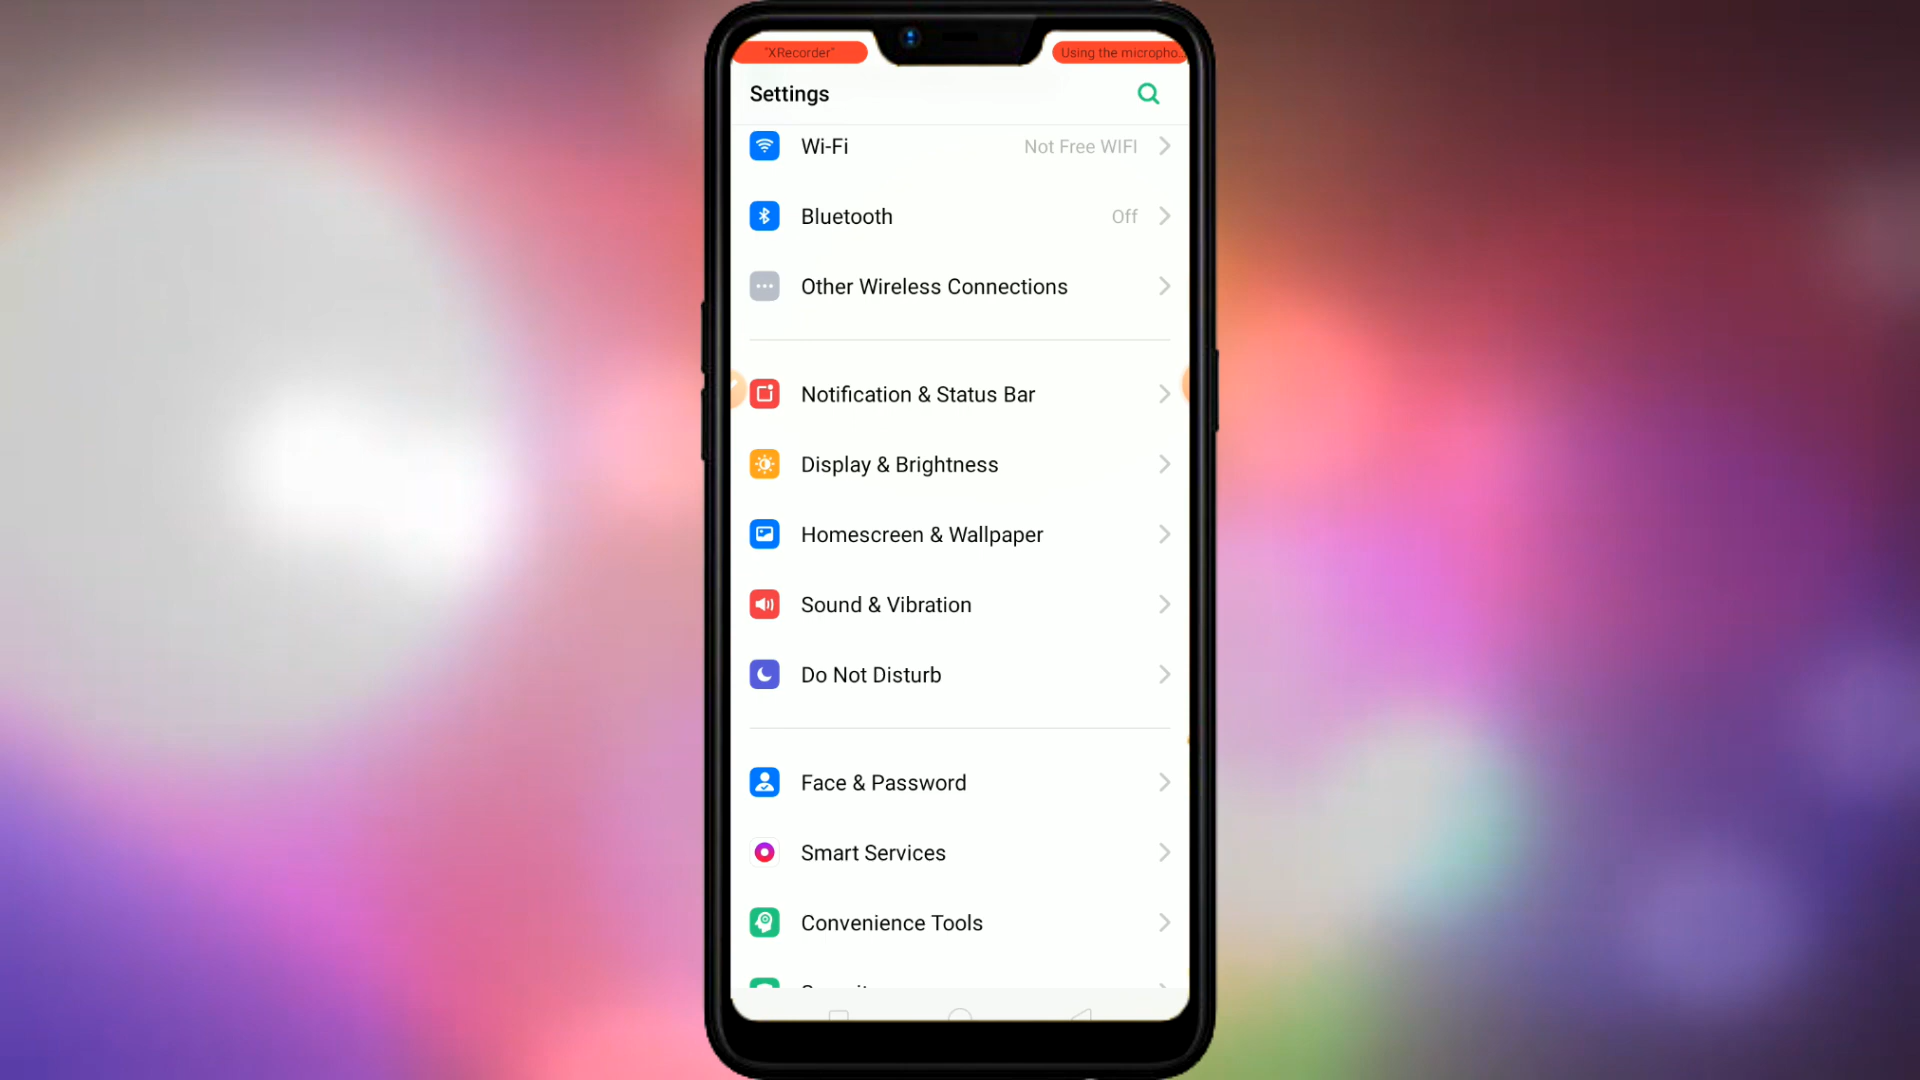 "XRecorder"
Using the micropho...
Settings
Wi-Fi
Not Free WIFI
Bluetooth
Off
Other Wireless Connections
Notification & Status Bar
Display & Brightness
Homescreen & Wallpaper
Sound & Vibration
Do Not Disturb
Face & Password
Smart Services
Convenience Tools